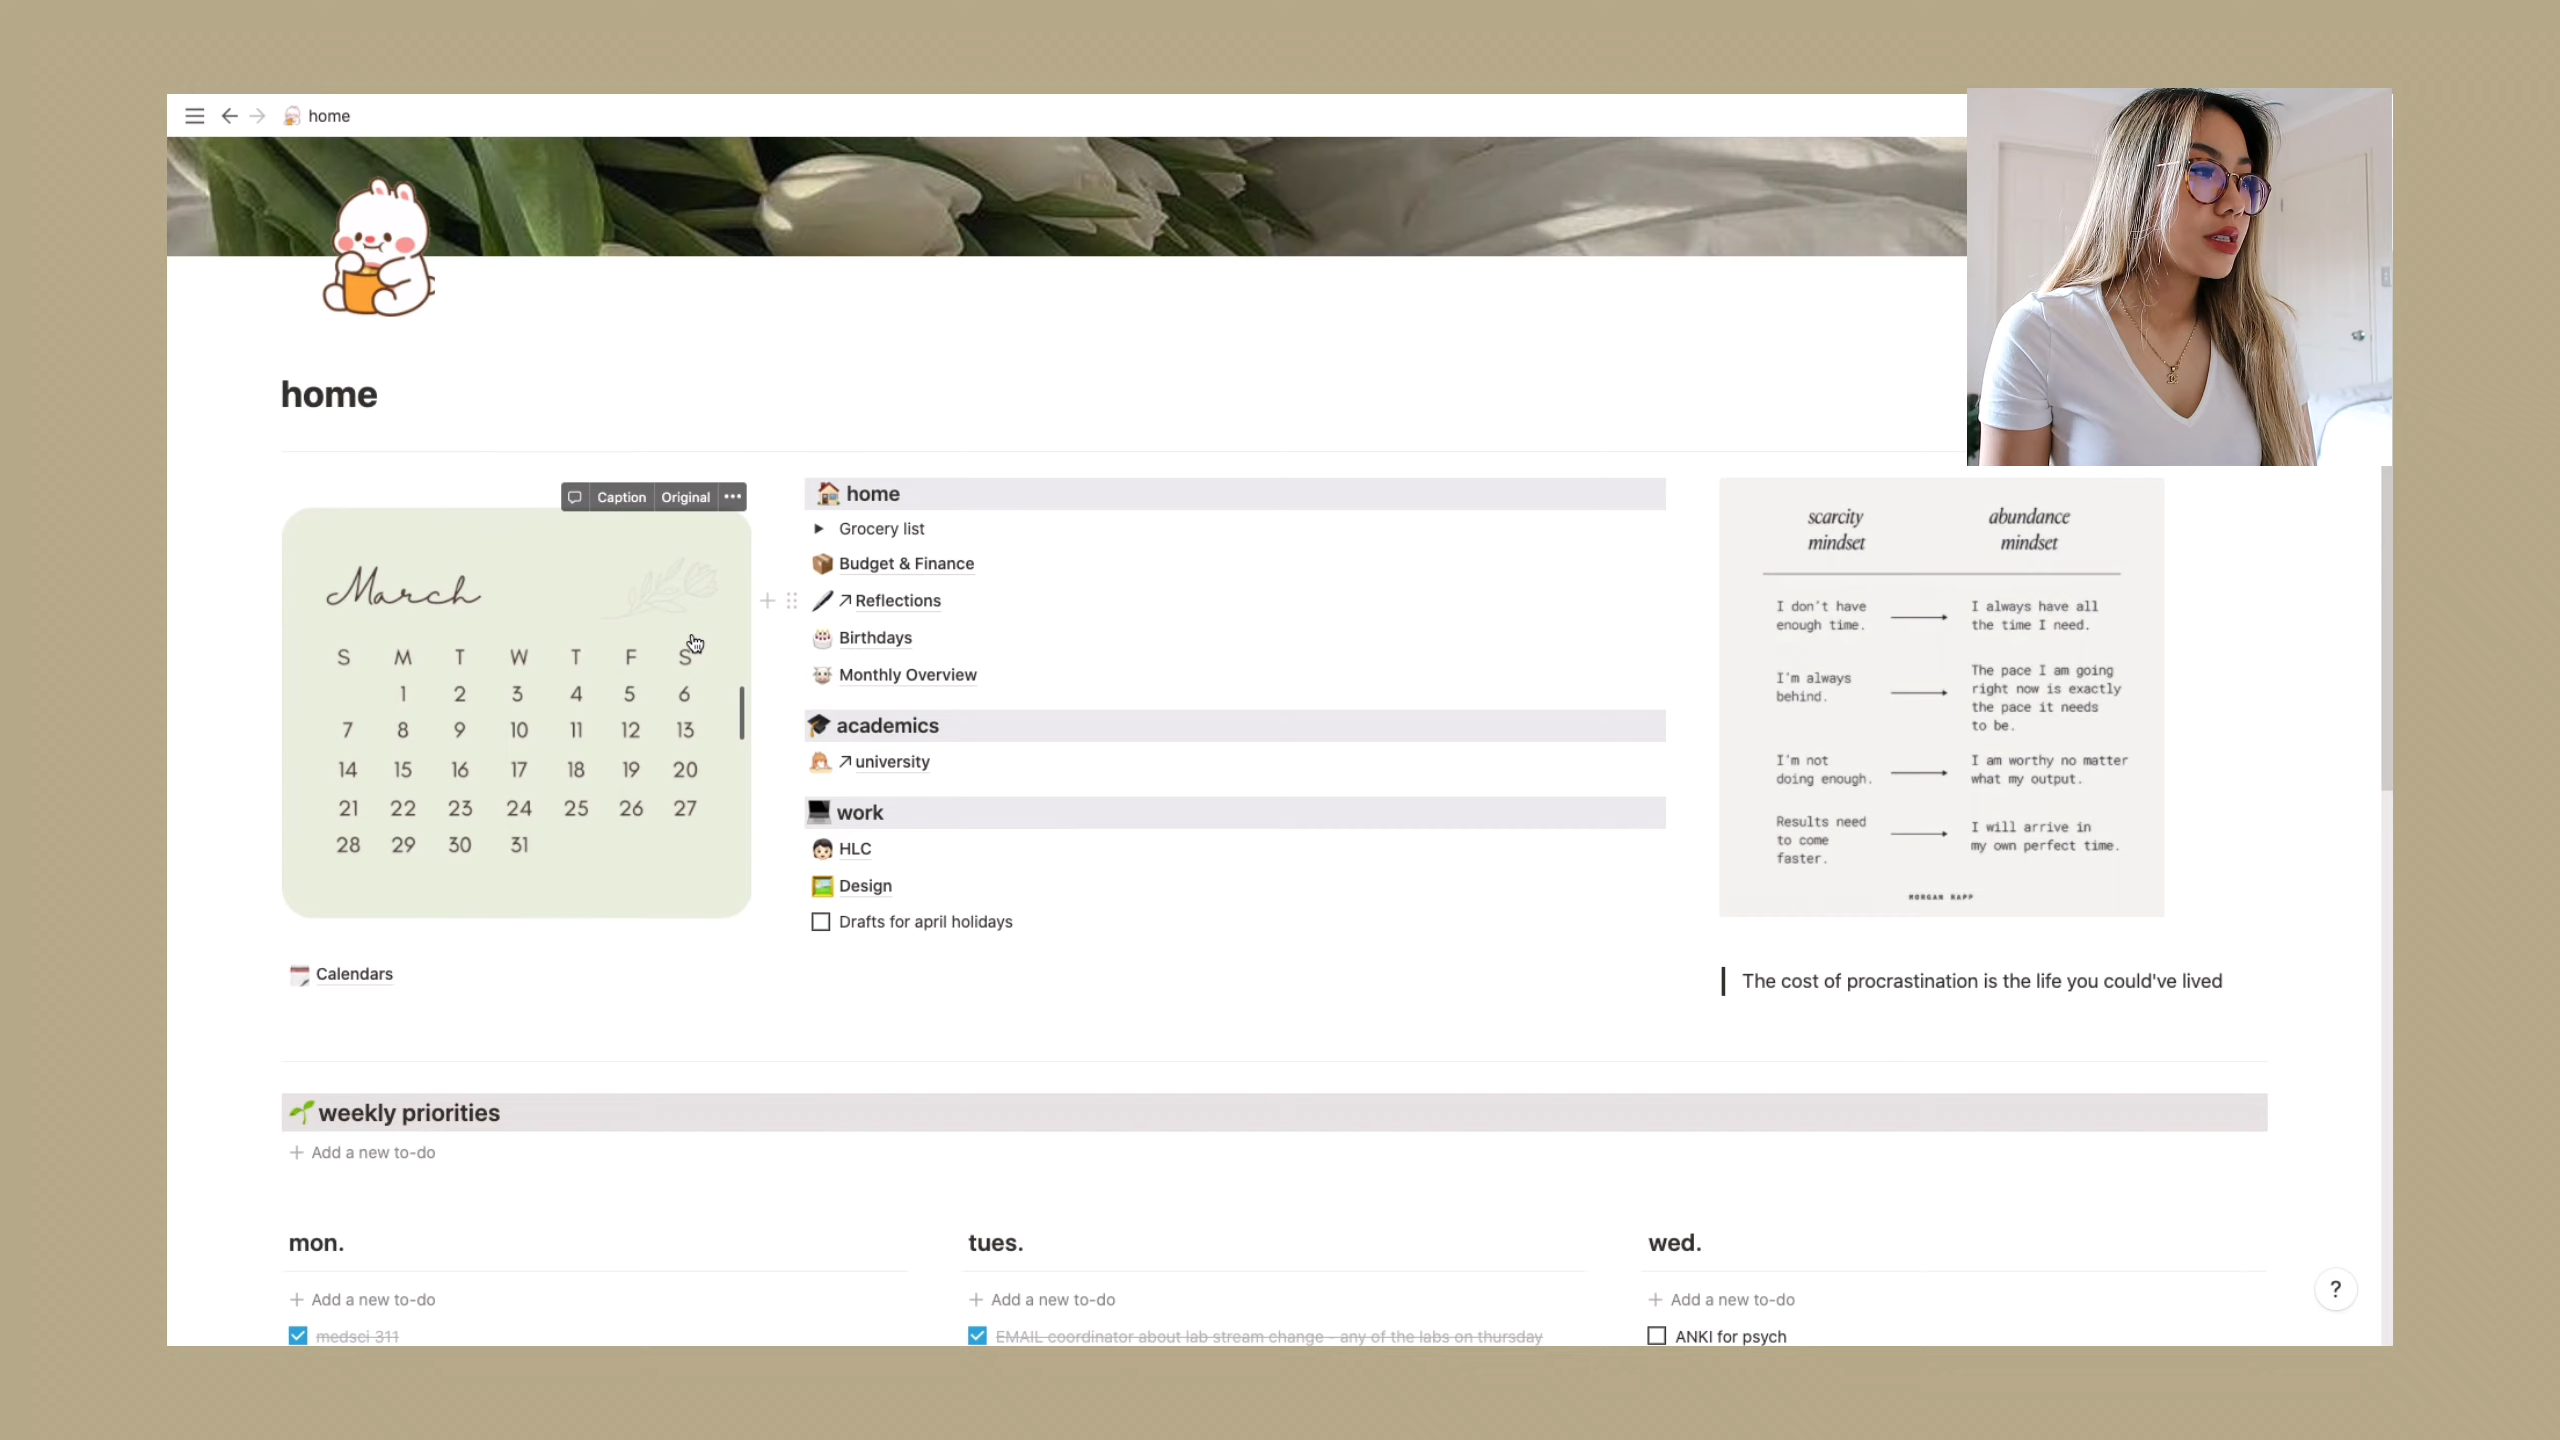 home
home
Caption Original
March
S M T W T F S
1 2 3 4 5 6
7 8 9 10 11 12 13
14 15 16 17 18 19 20
21 22 23 24 25 26 27
28 29 30 31
Calendars
home
Grocery list
Budget & Finance
Reflections
Birthdays
Monthly Overview
academics
university
work
HLC
Design
Drafts for april holidays
scarcity
mindset
abundance
mindset
I don't have
enough time.
I always have all
the time I need.
I'm always
behind.
The pace I am going
right now is exactly
the pace it needs
to be.
I'm not
doing enough.
I am worthy no matter
what my output.
Results need
to come
faster.
I will arrive in
my own perfect time.
MORGAN RAPP
The cost of procrastination is the life you could've lived
weekly priorities
+ Add a new to-do
mon.
+ Add a new to-do
medsci 311
tues.
+ Add a new to-do
EMAIL coordinator about lab stream change - any of the labs on thursday
wed.
+ Add a new to-do
ANKI for psych
?